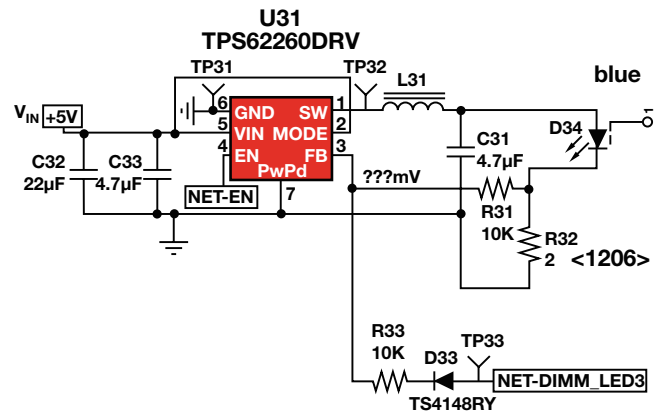 U31
TPS62260DRV
TP31
TP32
L31
blue
VIN +5V
6 GND SW 1
5 VIN MODE 2
4 EN FB 3
PwPd
7
C32
22µF
C33
4.7µF
NET-EN
C31
4.7µF
D34
1
???mV
R31
10K
R32
2
<1206>
R33
10K
D33
TS4148RY
TP33
NET-DIMM_LED3